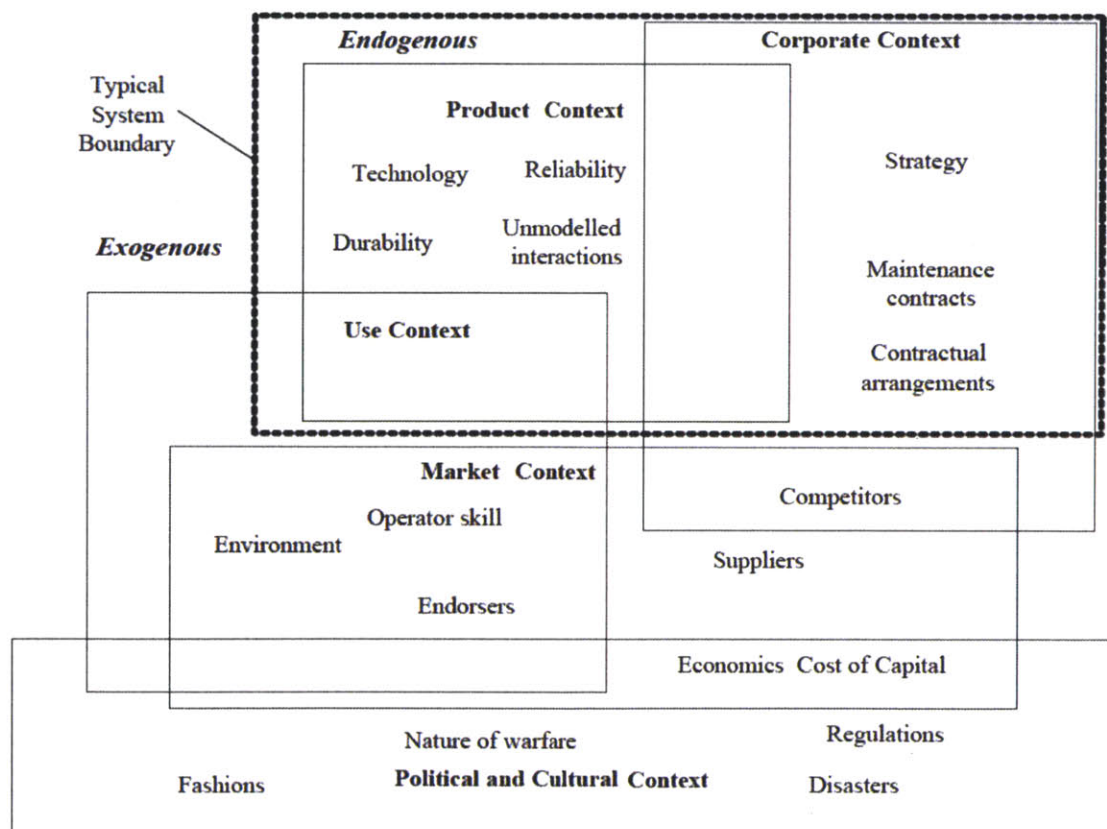 Endogenous
Corporate Context
Typical
System
Boundary
Product Context
Technology
Reliability
Strategy
Durability
Unmodelled
interactions
Exogenous
Maintenance
contracts
Use Context
Contractual
arrangements
Market Context
Competitors
Operator skill
Environment
Suppliers
Endorsers
Economics Cost of Capital
Nature of warfare
Regulations
Fashions
Political and Cultural Context
Disasters